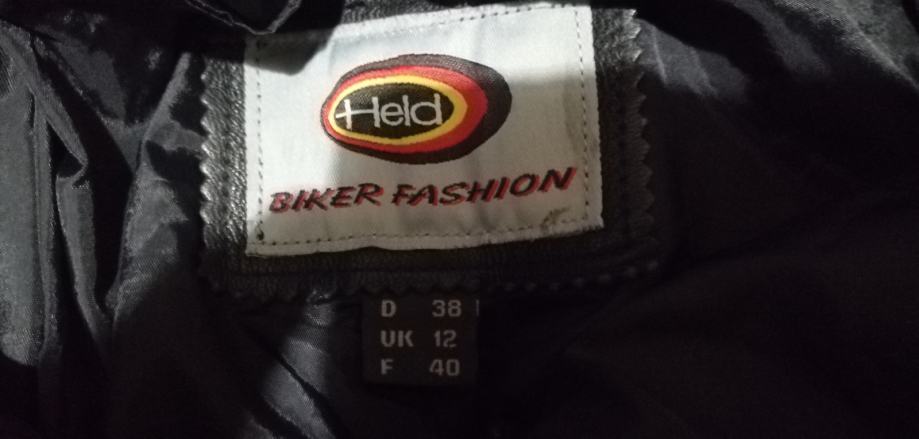 Held
BIKER FASHION
D 38
UK 12
F 40